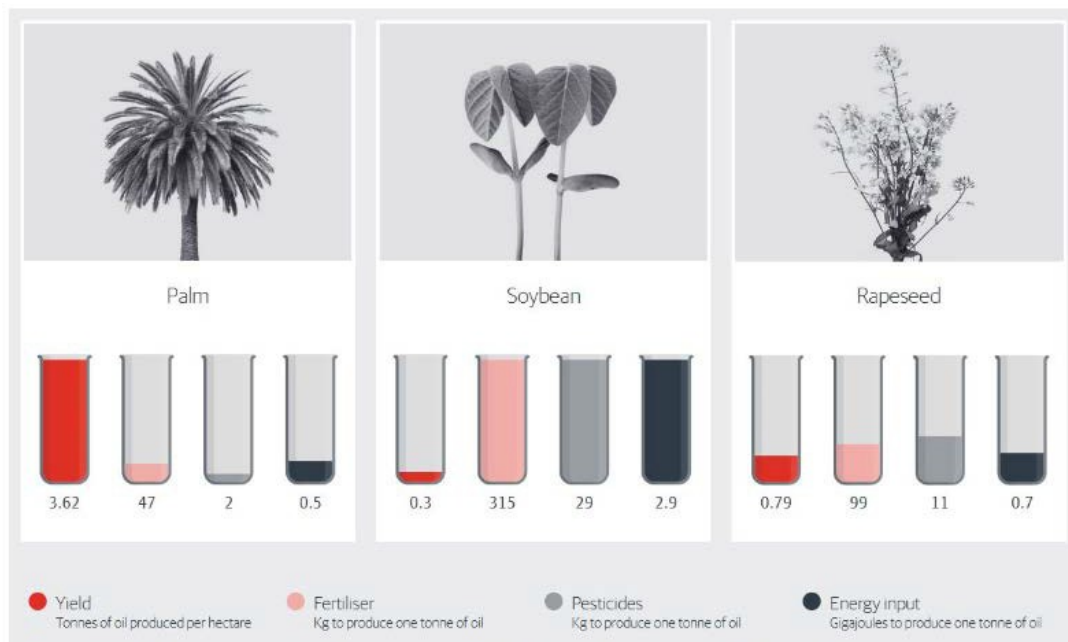 Palm
Soybean
Rapeseed
3.62 47 2 0.5
0.3 315 29 2.9
0.79 99 11 0.7
Yield
Tonnes of oil produced per hectare
Fertiliser
Kg to produce one tonne of oil
Pesticides
Kg to produce one tonne of oil
Energy input
Gigajoules to produce one tonne of oil